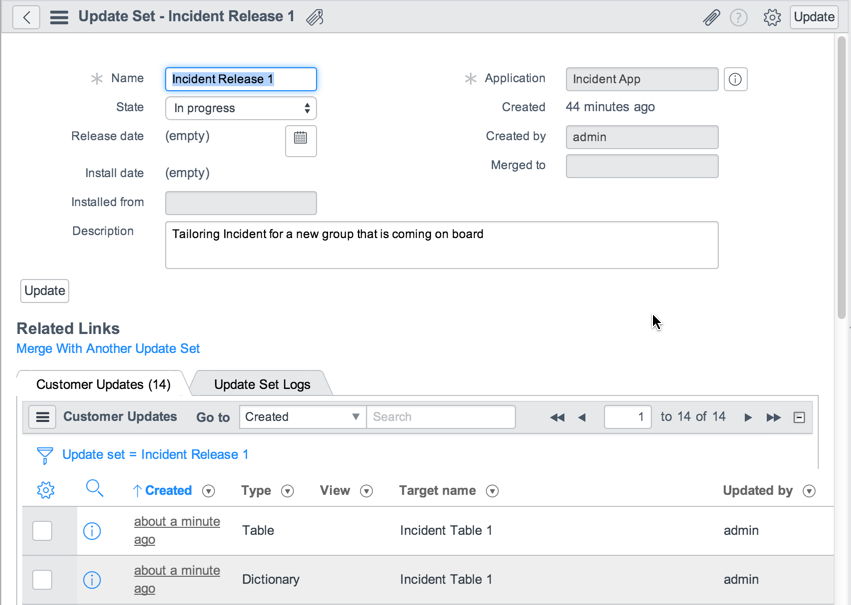 Update Set - Incident Release 1
Update
Name Incident Release 1
Application Incident App
State In progress
Created 44 minutes ago
Release date (empty)
Created by admin
Install date (empty)
Merged to
Installed from
Description Tailoring Incident for a new group that is coming on board
Update
Related Links
Merge With Another Update Set
Customer Updates (14) Update Set Logs
Customer Updates Go to Created Search 1 to 14 of 14
Update set = Incident Release 1
Created Type View Target name Updated by
about a minute ago Table Incident Table 1 admin
about a minute ago Dictionary Incident Table 1 admin